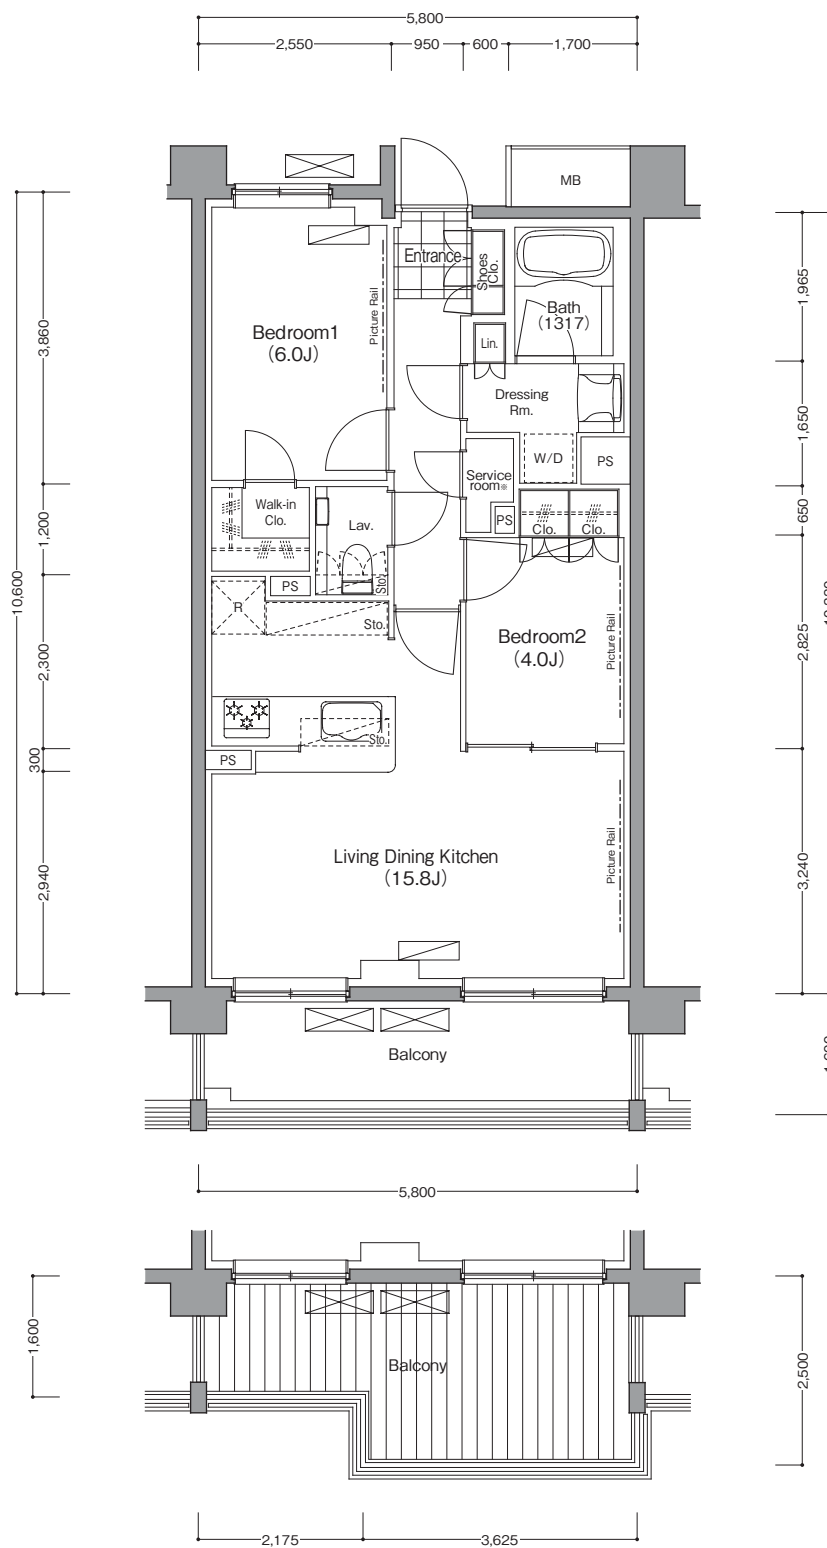 5,800
2,550
950
600
1,700
MB
Entrance
Shoes
Clo.
Bath
(1317)
1,965
3,860
Bedroom1
(6.0J)
Picture Rail
Lin.
Dressing
Rm.
1,650
W/D
PS
Service
room※
PS
Walk-in
Clo.
Lav.
Clo.
Clo.
650
1,200
10,600
R
PS
Sto.
Sto.
Bedroom2
(4.0J)
Picture Rail
2,825
2,300
Sto.
PS
300
Living Dining Kitchen
(15.8J)
Picture Rail
3,240
2,940
Balcony
5,800
1,600
Balcony
2,500
2,175
3,625